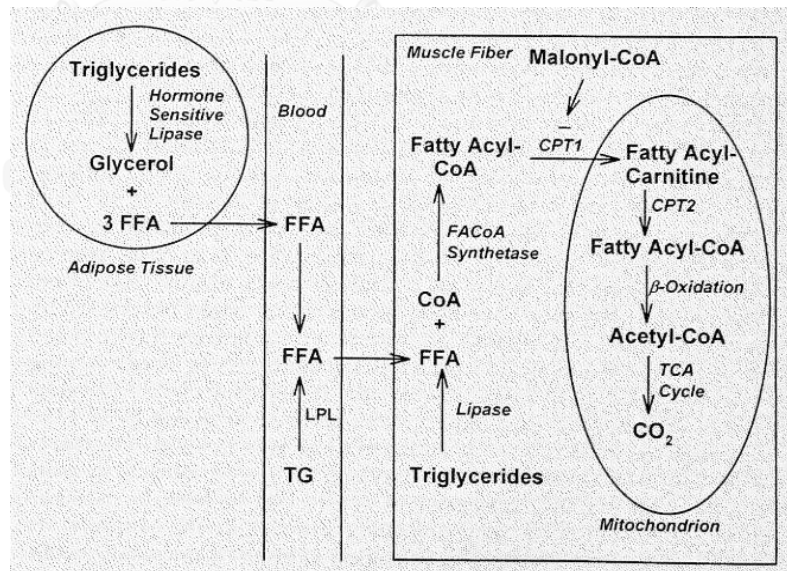 Triglycerides
Hormone
Sensitive
Lipase
Glycerol
+
3 FFA
Adipose Tissue
Blood
FFA
FFA
LPL
TG
Muscle Fiber
Malonyl-CoA
–
CPT1
Fatty Acyl-
CoA
FACoA
Synthetase
CoA
+
FFA
Lipase
Triglycerides
Fatty Acyl-
Carnitine
CPT2
Fatty Acyl-CoA
β-Oxidation
Acetyl-CoA
TCA
Cycle
CO₂
Mitochondrion